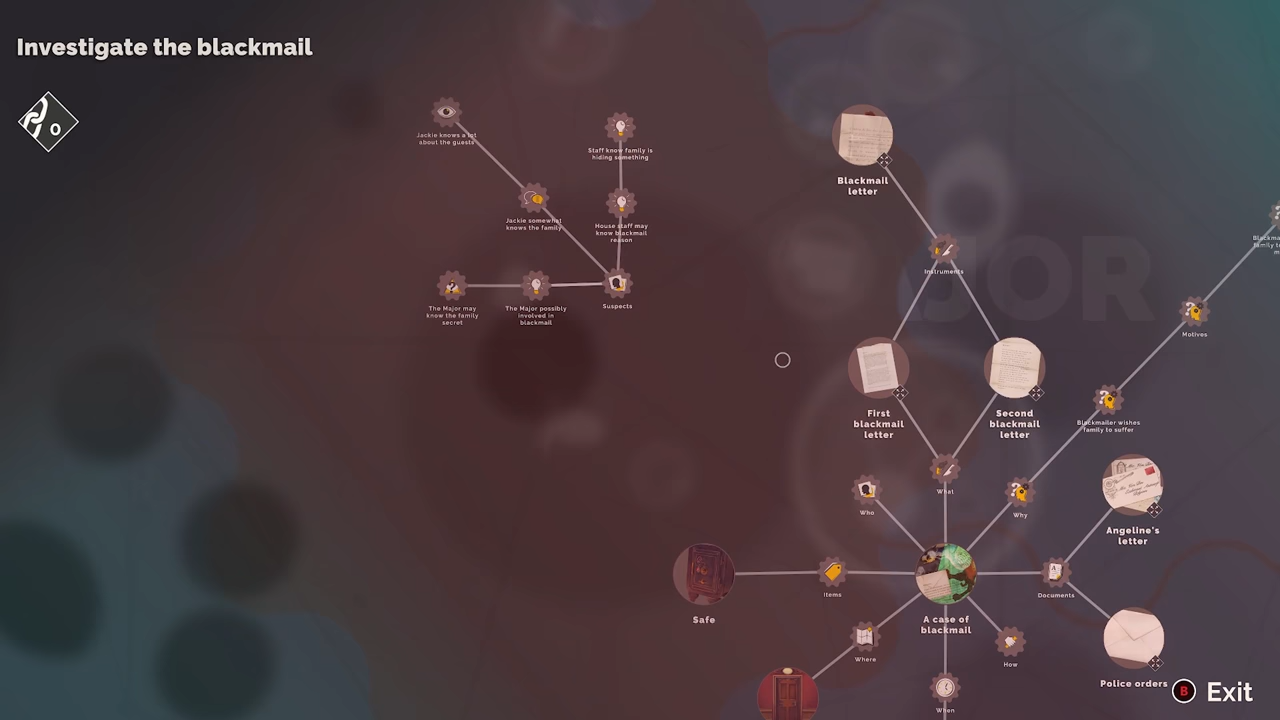 Investigate the blackmail
0
Jackie knows a lot
about the guests
Staff know family is
hiding something
Blackmail
letter
Jackie somewhat
knows the family
House staff may
know blackmail
reason
Instruments
Suspects
The Major may
know the family
secret
The Major possibly
involved in
blackmail
Motives
First
blackmail
letter
Second
blackmail
letter
Blackmailer wishes
family to suffer
What
Who
Why
Angeline's
letter
Items
Documents
Safe
A case of
blackmail
Where
How
Police orders
When
B Exit